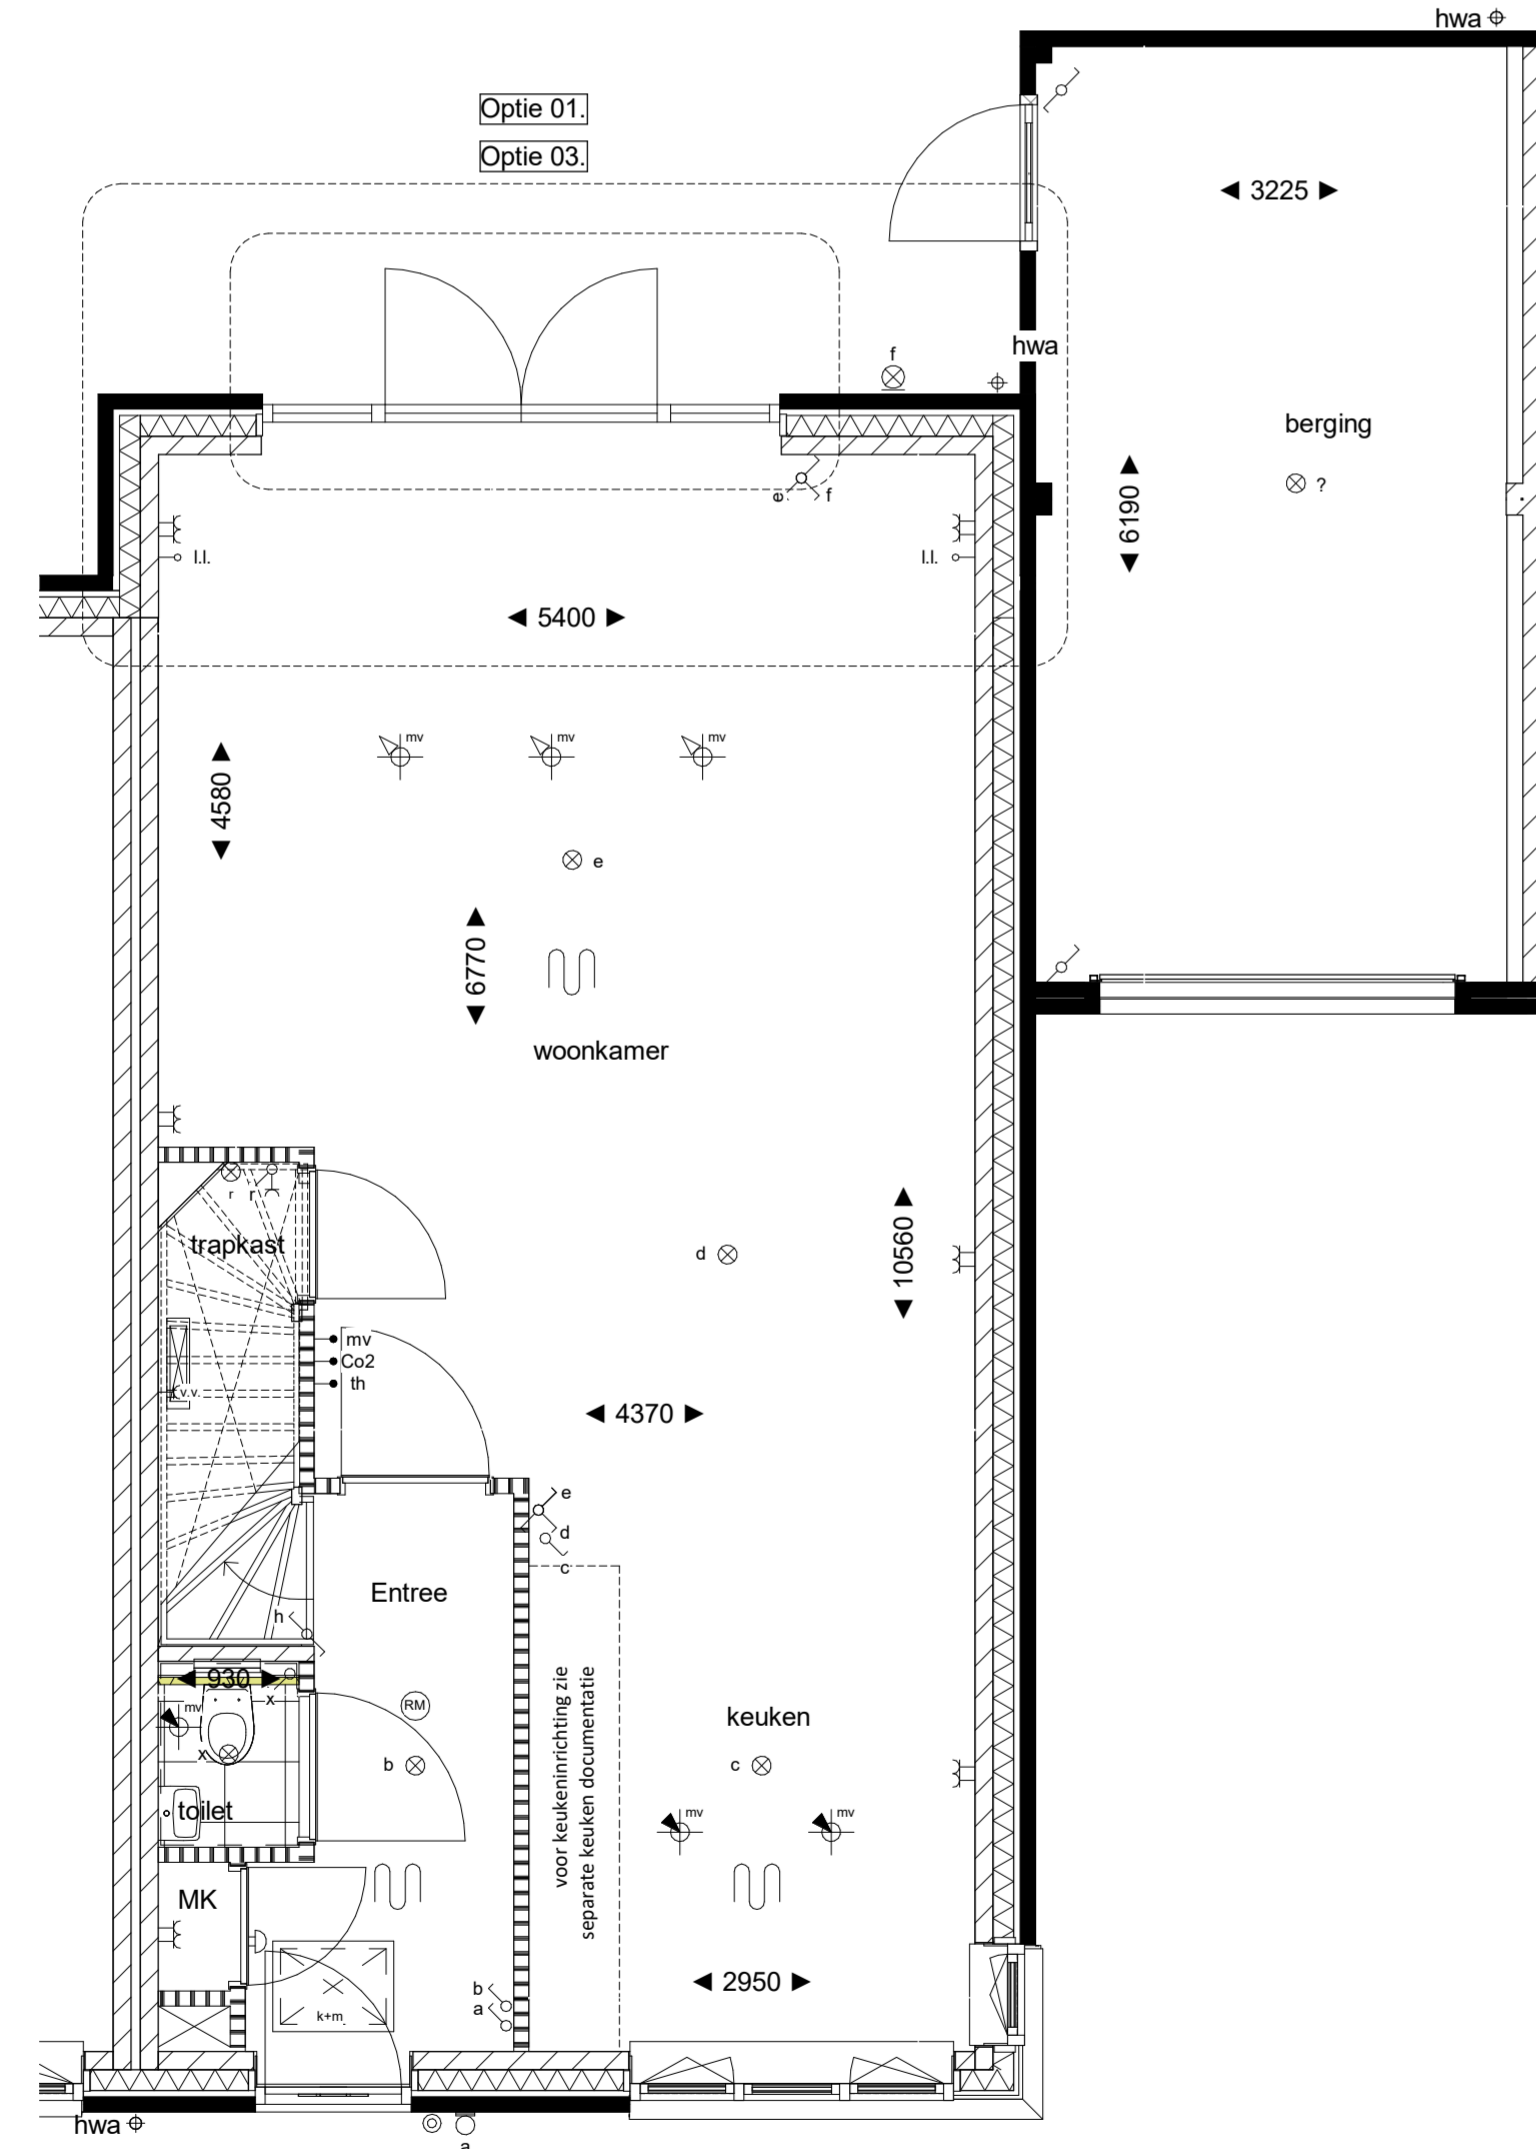 hwa
Optie 01.
Optie 03.
3225
hwa
f
berging
?
e
f
l.l.
l.l.
6190
5400
mv
mv
mv
4580
e
6770
woonkamer
r
r
trapkast
d
10560
mv
Co2
th
v.v.
4370
e
d
c
Entree
h
930
x
mv
RM
x
b
voor keukeninrichting zie
separate keuken documentatie
keuken
c
toilet
mv
mv
MK
b
a
k+m
2950
hwa
a